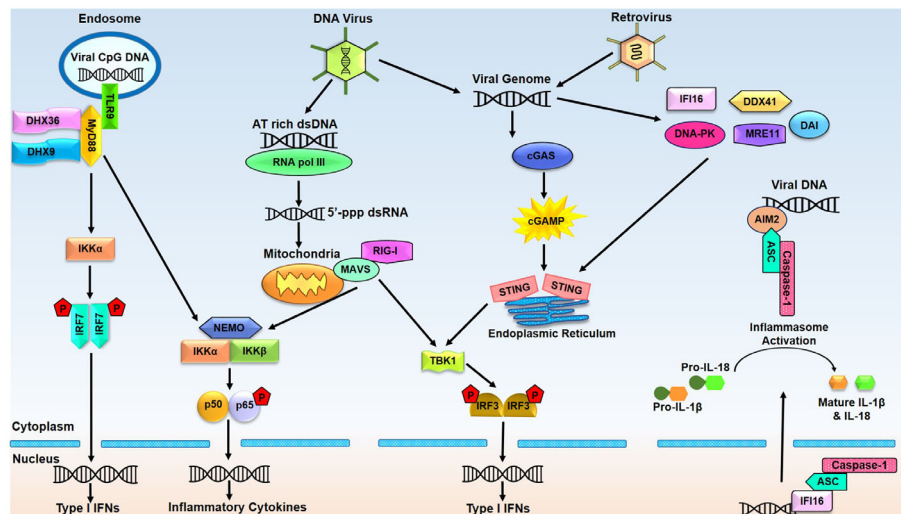 Endosome
Viral CpG DNA
TLR9
DHX36
DHX9
MyD88
IKKα
P
P
IRF7
IRF7
Cytoplasm
Nucleus
Type I IFNs
DNA Virus
AT rich dsDNA
RNA pol III
5'-ppp dsRNA
Mitochondria
RIG-I
MAVS
NEMO
IKKα
IKKβ
p50
p65
P
Inflammatory Cytokines
Retrovirus
Viral Genome
cGAS
cGAMP
STING
STING
Endoplasmic Reticulum
TBK1
P
P
IRF3
IRF3
Type I IFNs
IFI16
DDX41
DNA-PK
MRE11
DAI
Viral DNA
AIM2
ASC
Caspase-1
Inflammasome
Activation
Pro-IL-18
Pro-IL-1β
Mature IL-1β
& IL-18
Caspase-1
ASC
IFI16